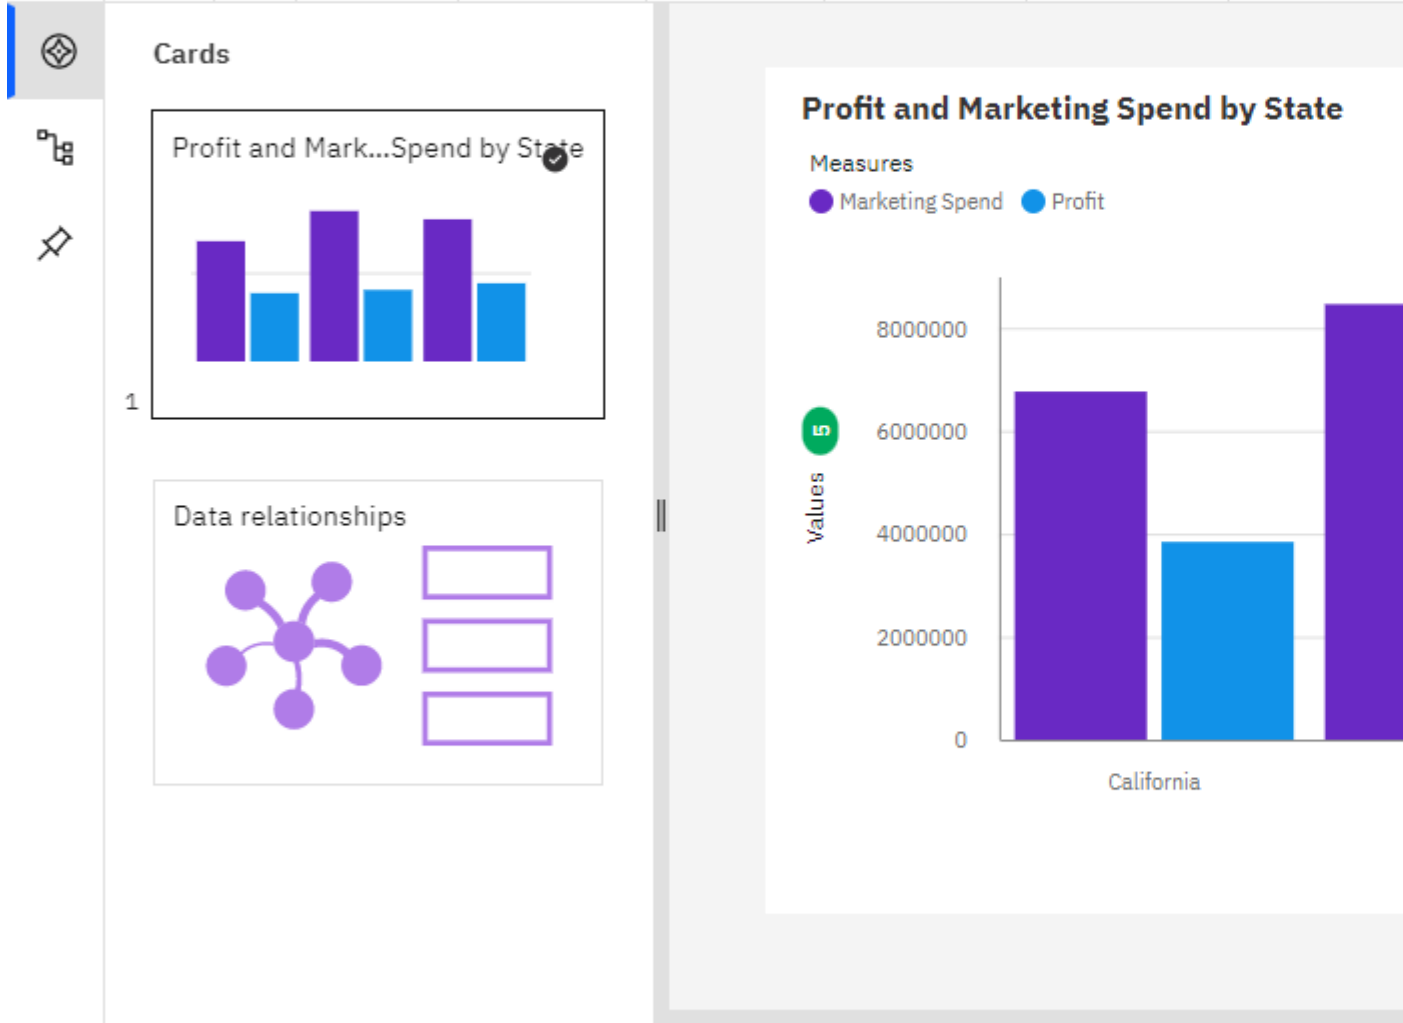 Cards
Profit and Mark...Spend by State
1
Data relationships
Profit and Marketing Spend by State
Measures
Marketing Spend Profit
8000000
6000000
4000000
2000000
0
Values 5
California